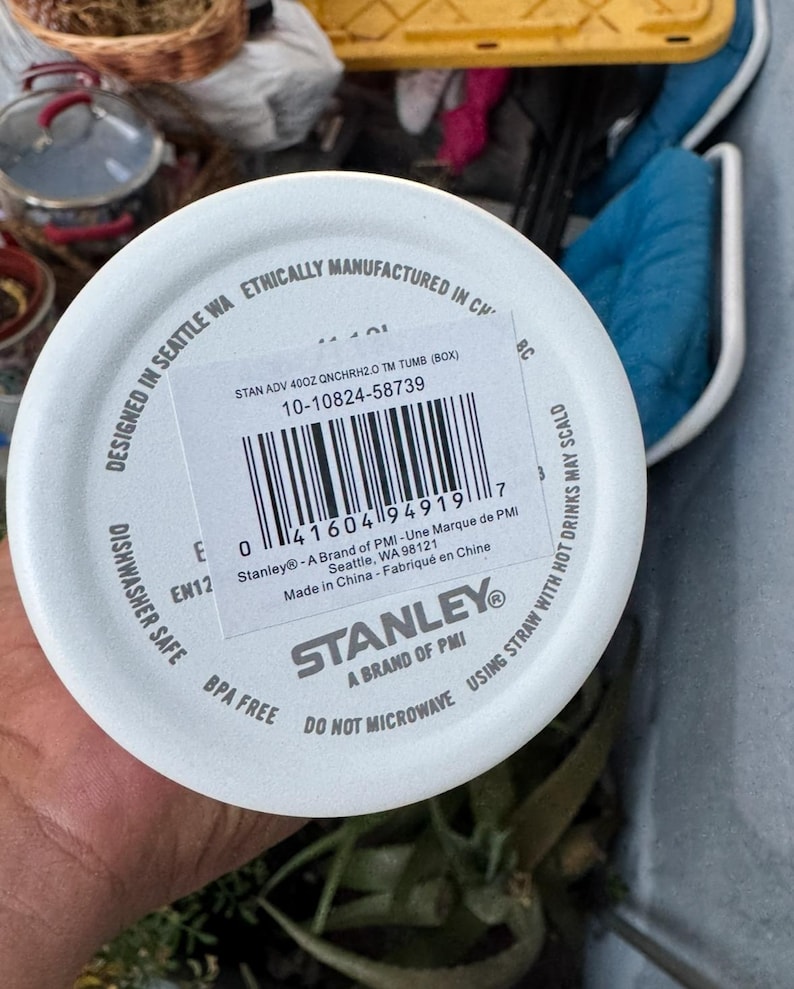 DESIGNED IN SEATTLE WA ETHICALLY MANUFACTURED IN
STAN ADV 40OZ QNCHRH2.O TM TUMB (BOX)
10-10824-58739
0 41604 94919 7
Stanley® - A Brand of PMI -Une Marque de PMI
Seattle, WA 98121
Made in China - Fabriqué en Chine
EN12
STANLEY®
A BRAND OF PMI
DISHWASHER SAFE
BPA FREE
DO NOT MICROWAVE
USING STRAW WITH HOT DRINKS MAY SCALD